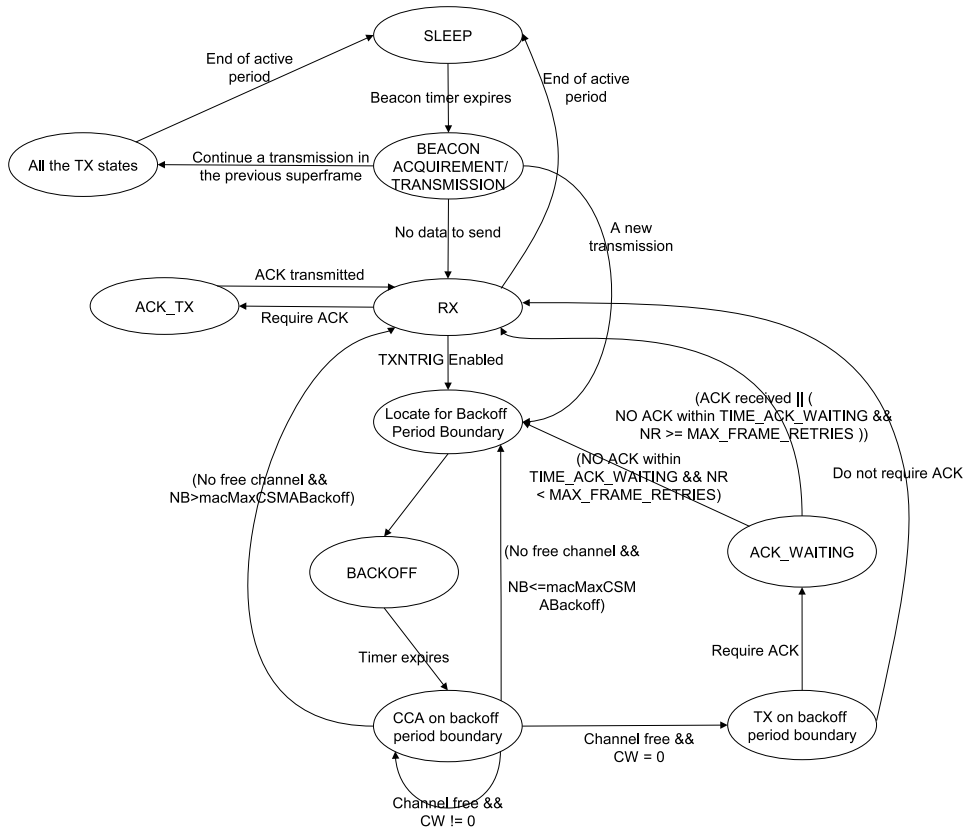 SLEEP
End of active
period
End of active
period
Beacon timer expires
All the TX states
Continue a transmission in
the previous superframe
BEACON
ACQUIREMENT/
TRANSMISSION
A new
transmission
No data to send
ACK transmitted
ACK_TX
RX
Require ACK
TXNTRIG Enabled
(ACK received || (
NO ACK within TIME_ACK_WAITING &&
NR >= MAX_FRAME_RETRIES ))
Locate for Backoff
Period Boundary
(No free channel &&
NB>macMaxCSMABackoff)
(NO ACK within
TIME_ACK_WAITING && NR
< MAX_FRAME_RETRIES)
Do not require ACK
(No free channel &&
NB<=macMaxCSM
ABackoff)
ACK_WAITING
BACKOFF
Timer expires
Require ACK
CCA on backoff
period boundary
TX on backoff
period boundary
Channel free &&
CW = 0
Channel free &&
CW != 0